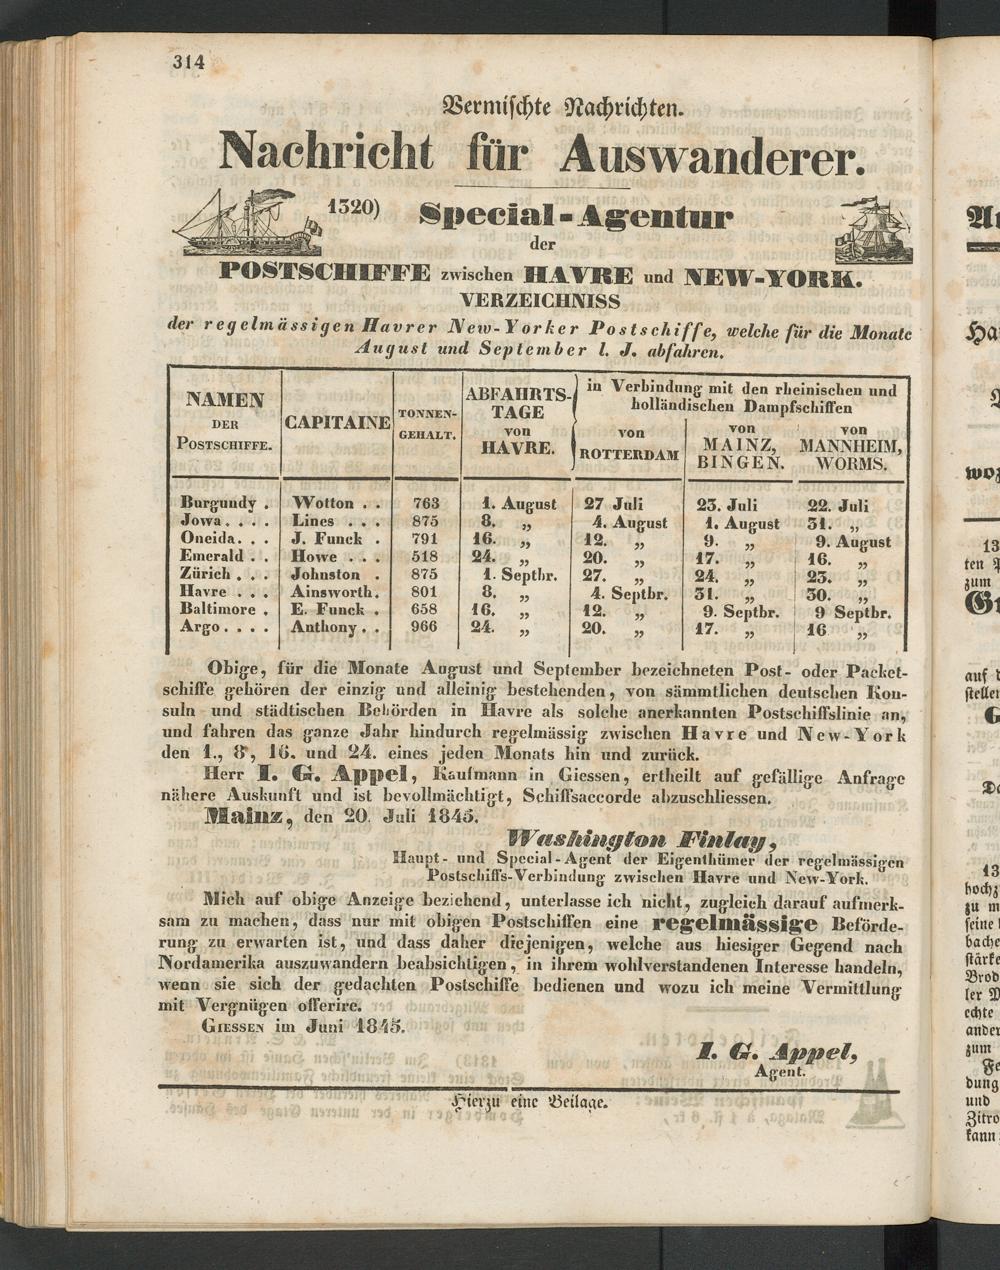 314
Vermischte Nachrichten.
Nachricht für Auswanderer.
1320) Special-Agentur
der
POSTSCHIFFE zwischen HAVRE und NEW-YORK.
VERZEICHNISS
der regelmässigen Havrer New-Yorker Postschiffe, welche für die Monate
August und September l. J. abfahren.
NAMEN DER POSTSCHIFFE. CAPITAINE TONNEN-GEHALT. ABFAHRTS-TAGE von HAVRE. in Verbindung mit den rheinischen und holländischen Dampfschiffen
von ROTTERDAM von MAINZ, BINGEN. von MANNHEIM, WORMS.
Burgundy . Wotton . . 763 1. August 27 Juli 23. Juli 22. Juli
Jowa . . . . Lines . . . 875 8. „ 4. August 1. August 31. „
Oneida . . . J. Funck . 791 16. „ 12. „ 9. „ 9. August
Emerald . . Howe . . . 518 24. „ 20. „ 17. „ 16. „
Zürich . . . Johnston . 875 1. Septbr. 27. „ 24. „ 23. „
Havre . . . Ainsworth. 801 8. „ 4. Septbr. 31. „ 30. „
Baltimore . E. Funck . 658 16. „ 12. „ 9. Septbr. 9 Septbr.
Argo . . . . Anthony . . 966 24. „ 20. „ 17. „ 16 „
Obige, für die Monate August und September bezeichneten Post- oder Packet-
schiffe gehören der einzig und alleinig bestehenden, von sämmtlichen deutschen Kon-
suln und städtischen Behörden in Havre als solche anerkannten Postschiffslinie an,
und fahren das ganze Jahr hindurch regelmässig zwischen Havre und New-York
den 1., 8', 16. und 24. eines jeden Monats hin und zurück.
Herr I. G. Appel, Kaufmann in Giessen, ertheilt auf gefällige Anfrage
nähere Auskunft und ist bevollmächtigt, Schiffsaccorde abzuschliessen.
Mainz, den 20. Juli 1845.
Washington Finlay,
Haupt- und Special-Agent der Eigenthümer der regelmässigen
Postschiffs-Verbindung zwischen Havre und New-York.
Mich auf obige Anzeige beziehend, unterlasse ich nicht, zugleich darauf aufmerk-
sam zu machen, dass nur mit obigen Postschiffen eine regelmässige Beförde-
rung zu erwarten ist, und dass daher diejenigen, welche aus hiesiger Gegend nach
Nordamerika auszuwandern beabsichtigen, in ihrem wohlverstandenen Interesse handeln,
wenn sie sich der gedachten Postschiffe bedienen und wozu ich meine Vermittlung
mit Vergnügen offerire.
GIESSEN im Juni 1845.
I. G. Appel,
Agent.
Hierzu eine Beilage.